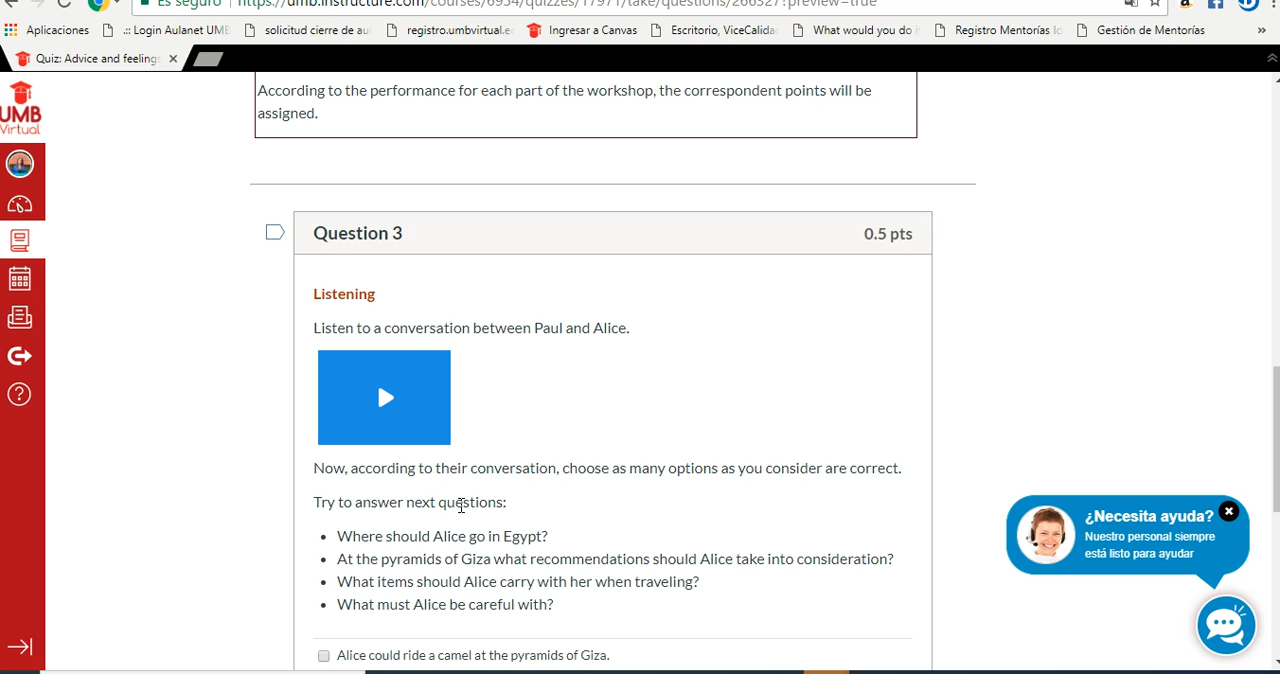 Es seguro | https://umb.instructure.com/courses/6954/quizzes/17971/take/questions/266327?preview=true
Aplicaciones .:: Login Aulanet UMB solicitud cierre de au registro.umbvirtual.e Ingresar a Canvas Escritorio, ViceCalida What would you do i Registro Mentorías Io Gestión de Mentorías »
Quiz: Advice and feeling
UMB
Virtual
According to the performance for each part of the workshop, the correspondent points will be
assigned.
Question 3 0.5 pts
Listening
Listen to a conversation between Paul and Alice.
Now, according to their conversation, choose as many options as you consider are correct.
Try to answer next questions:
• Where should Alice go in Egypt?
• At the pyramids of Giza what recommendations should Alice take into consideration?
• What items should Alice carry with her when traveling?
• What must Alice be careful with?
Alice could ride a camel at the pyramids of Giza.
¿Necesita ayuda?
Nuestro personal siempre
está listo para ayudar